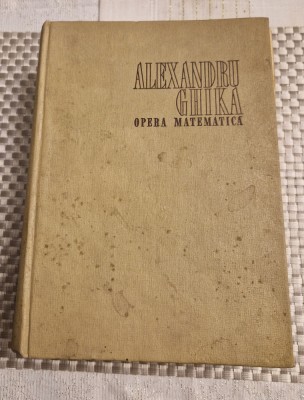 ALEXANDRU
GHIKA
OPERA MATEMATICĂ